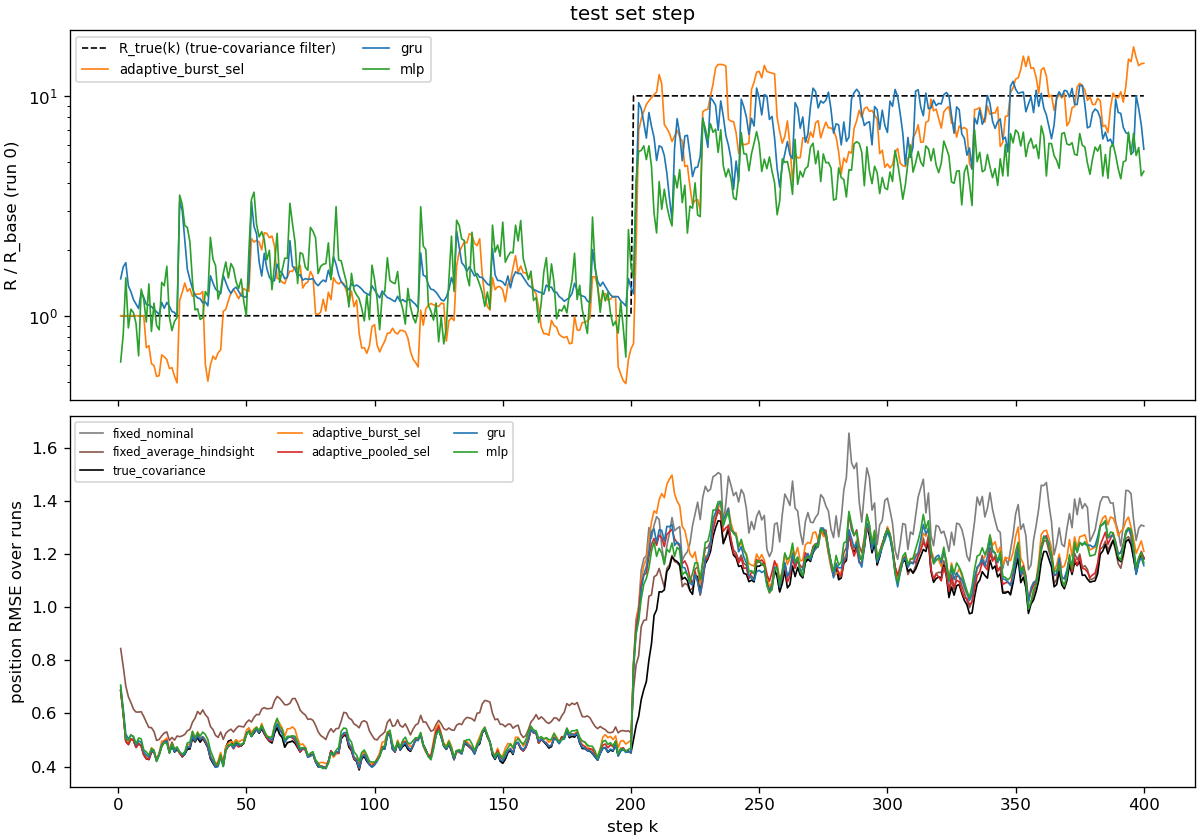 test set step
R / R_base (run 0)
10¹
10⁰
R_true(k) (true-covariance filter)
adaptive_burst_sel
gru
mlp
position RMSE over runs
1.6
1.4
1.2
1.0
0.8
0.6
0.4
fixed_nominal
fixed_average_hindsight
true_covariance
adaptive_burst_sel
adaptive_pooled_sel
gru
mlp
0 50 100 150 200 250 300 350 400
step k